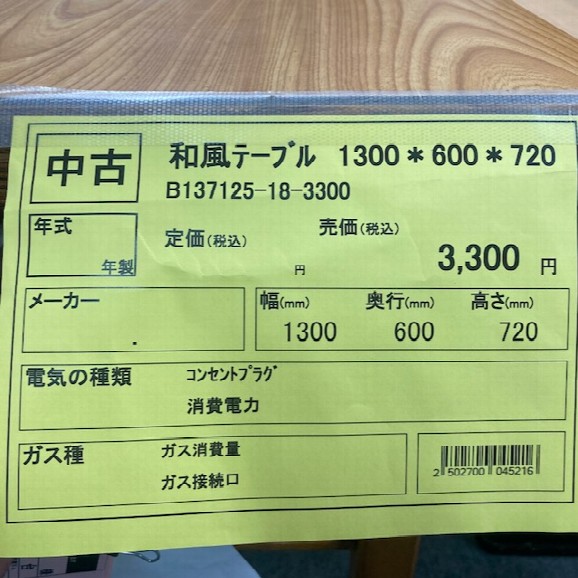 中古
和風テーブル 1300*600*720
B137125-18-3300
年式
年製
定価(税込)
円
売価(税込)
3,300 円
メーカー
.
幅(mm) 奥行(mm) 高さ(mm)
1300 600 720
電気の種類 コンセントプラグ
消費電力
ガス種 ガス消費量
ガス接続口
2 502700 045216